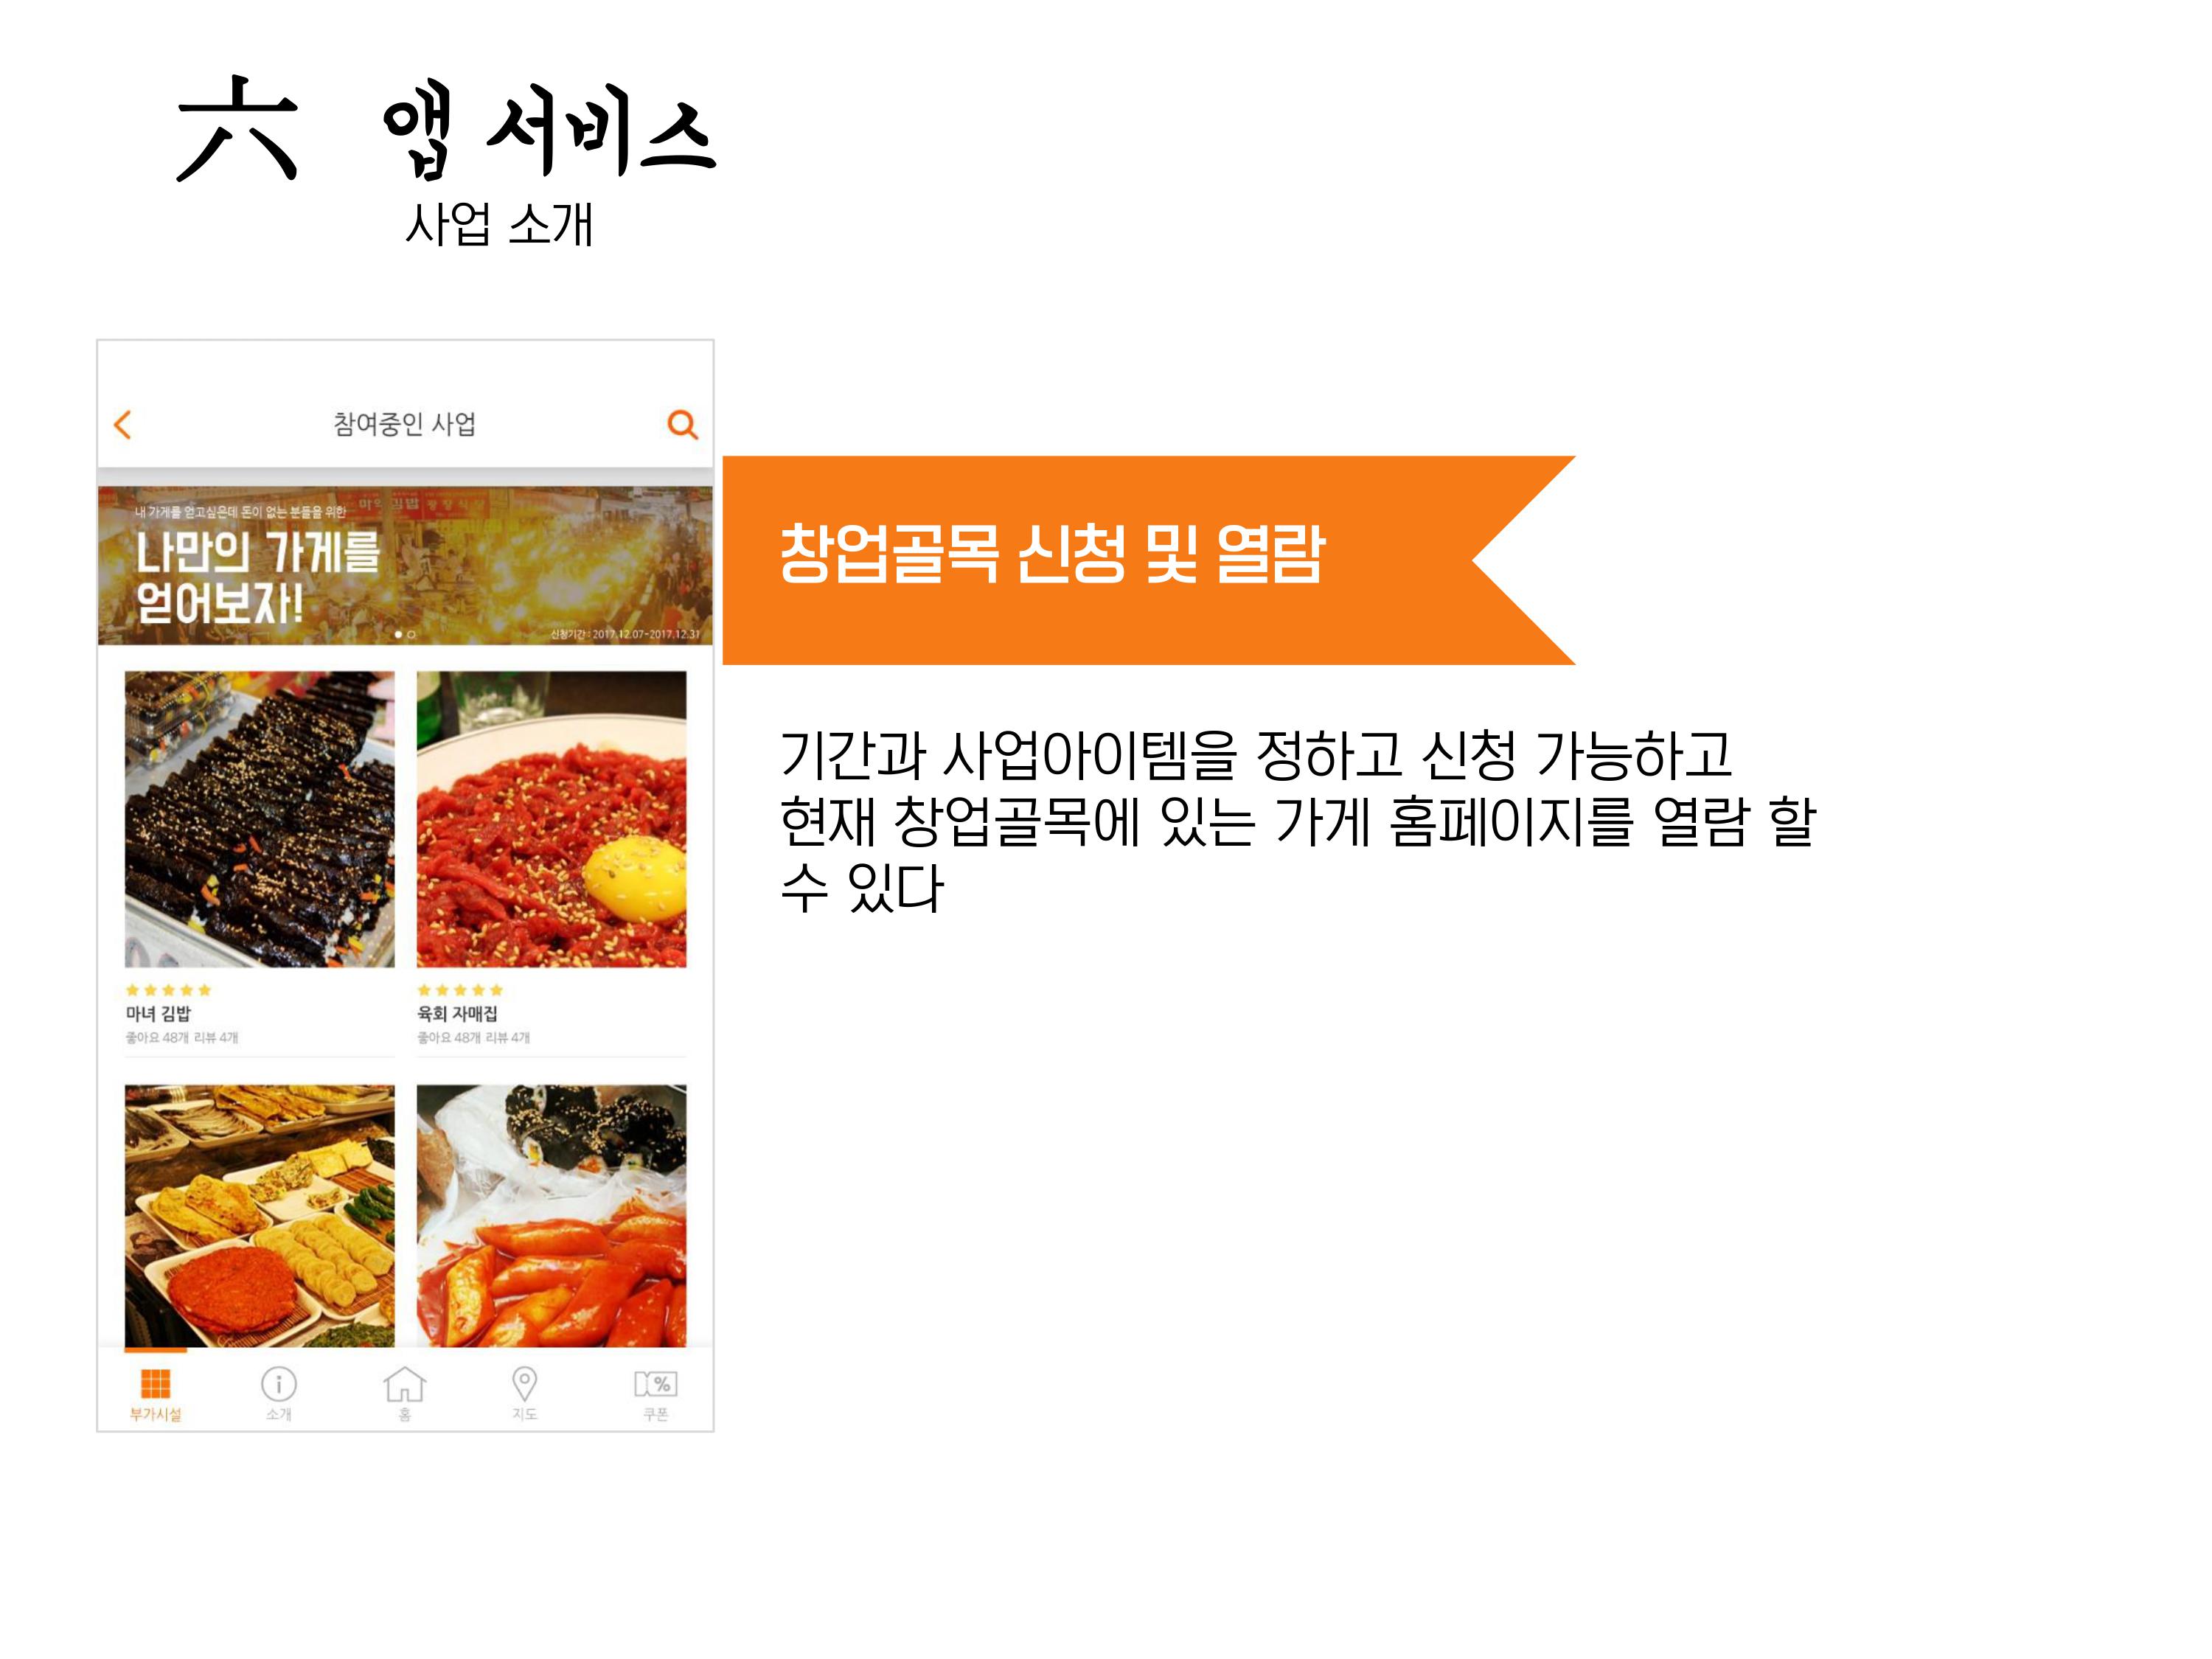 六 앱 서비스
사업 소개
참여중인 사업
내 가게를 얻고싶은데 돈이 없는 분들을 위한
나만의 가게를
얻어보자!
신청기간 : 2017.12.07~2017.12.31
마녀 김밥
좋아요 48개 리뷰 4개
육회 자매집
좋아요 48개 리뷰 4개
부가시설
소개
홈
지도
쿠폰
창업골목 신청 및 열람
기간과 사업아이템을 정하고 신청 가능하고
현재 창업골목에 있는 가게 홈페이지를 열람 할
수 있다